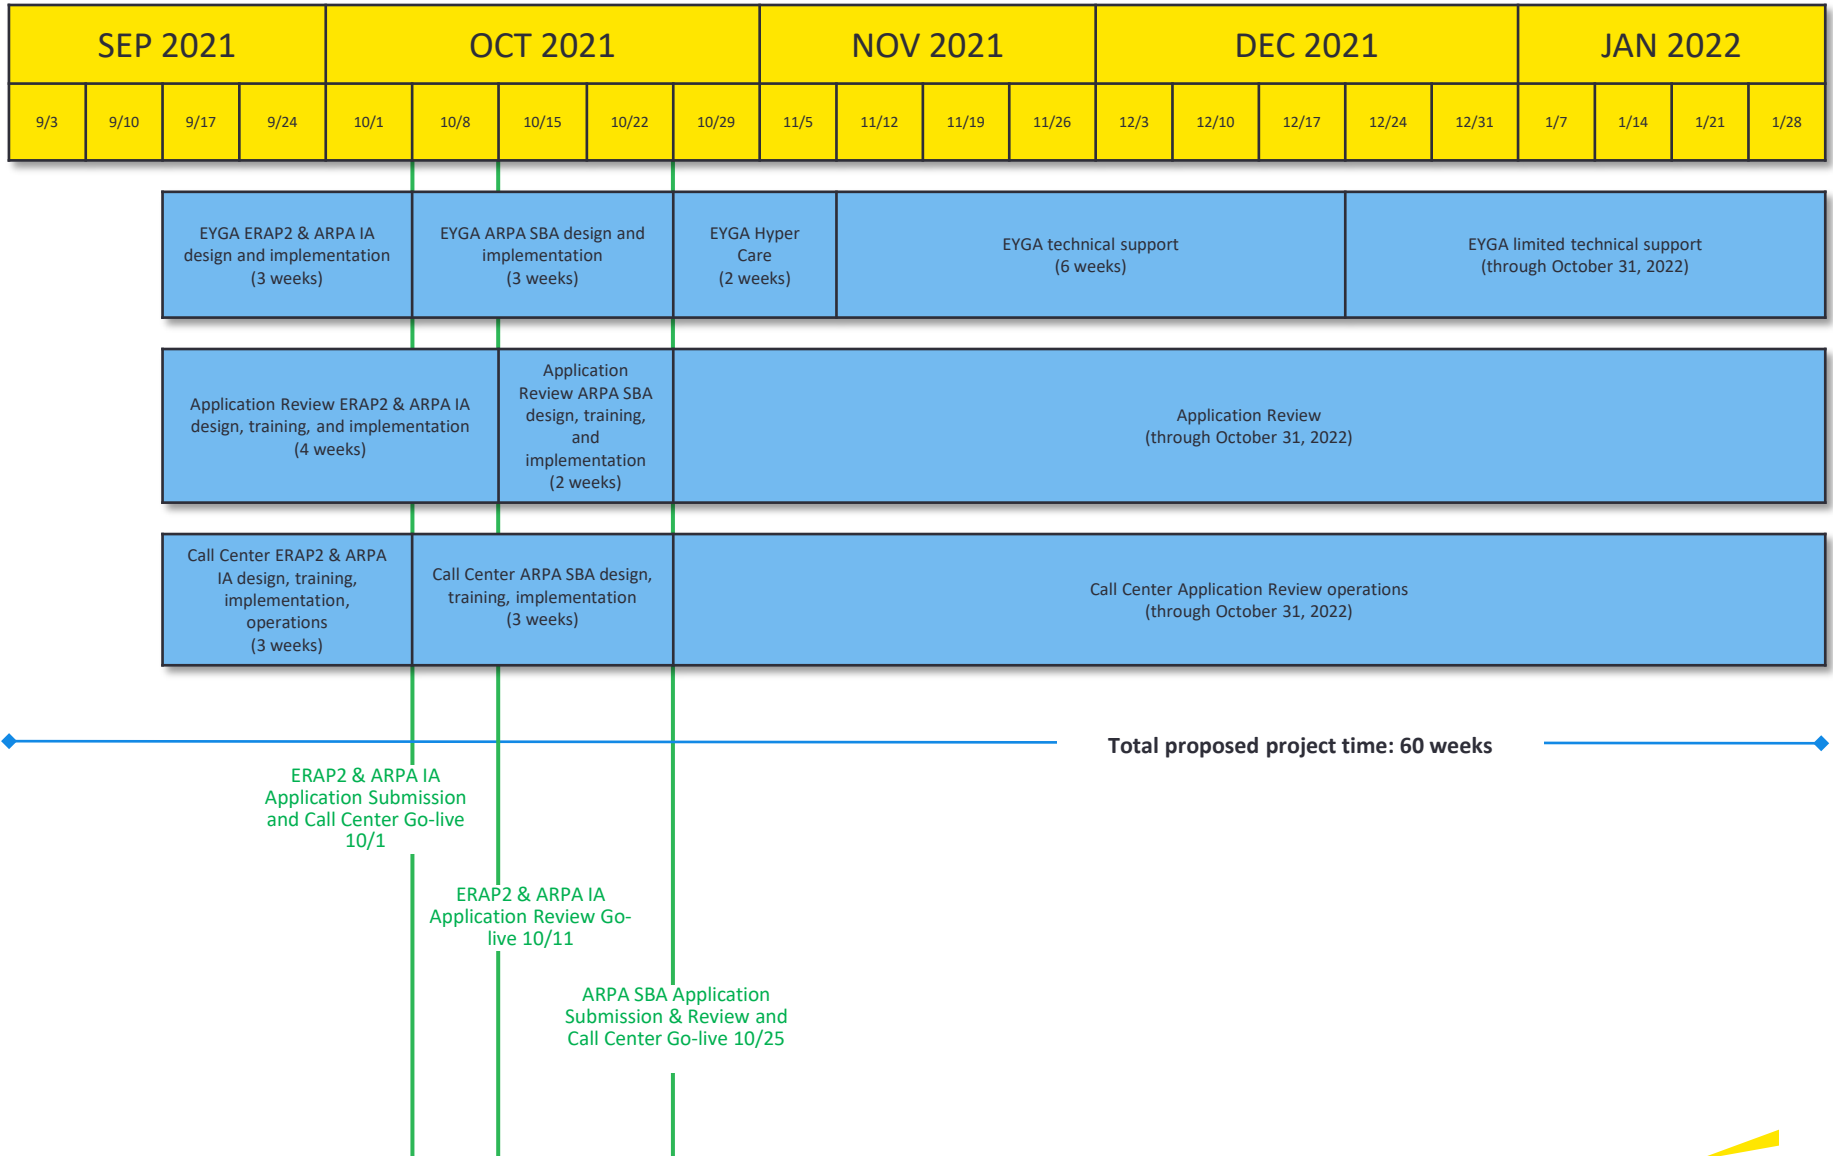 SEP 2021
OCT 2021
NOV 2021
DEC 2021
JAN 2022
9/3
9/10
9/17
9/24
10/1
10/8
10/15
10/22
10/29
11/5
11/12
11/19
11/26
12/3
12/10
12/17
12/24
12/31
1/7
1/14
1/21
1/28
EYGA ERAP2 & ARPA IA
design and implementation
(3 weeks)
EYGA ARPA SBA design and
implementation
(3 weeks)
EYGA Hyper
Care
(2 weeks)
EYGA technical support
(6 weeks)
EYGA limited technical support
(through October 31, 2022)
Application Review ERAP2 & ARPA IA
design, training, and implementation
(4 weeks)
Application
Review ARPA SBA
design, training,
and
implementation
(2 weeks)
Application Review
(through October 31, 2022)
Call Center ERAP2 & ARPA
IA design, training,
implementation,
operations
(3 weeks)
Call Center ARPA SBA design,
training, implementation
(3 weeks)
Call Center Application Review operations
(through October 31, 2022)
Total proposed project time: 60 weeks
ERAP2 & ARPA IA
Application Submission
and Call Center Go-live
10/1
ERAP2 & ARPA IA
Application Review Go-
live 10/11
ARPA SBA Application
Submission & Review and
Call Center Go-live 10/25